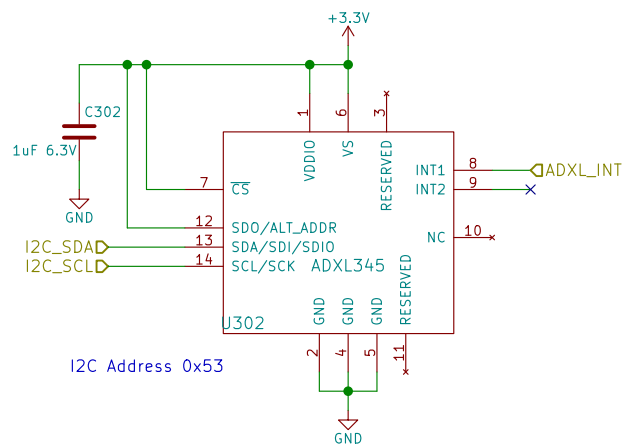 +3.3V
C302
1uF 6.3V
GND
1
6
3
VDDIO
VS
RESERVED
7
CS
INT1
8
ADXL_INT
INT2
9
12
SDO/ALT_ADDR
I2C_SDA
13
SDA/SDI/SDIO
NC
10
I2C_SCL
14
SCL/SCK
ADXL345
GND
GND
GND
RESERVED
U302
2
4
5
11
I2C Address 0x53
GND